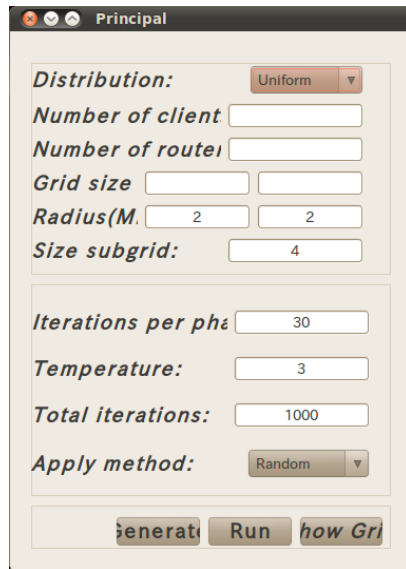 Principal
Distribution: Uniform
Number of client
Number of router
Grid size
Radius(M. 2 2
Size subgrid: 4
Iterations per pha 30
Temperature: 3
Total iterations: 1000
Apply method: Random
Generate Run how Gri